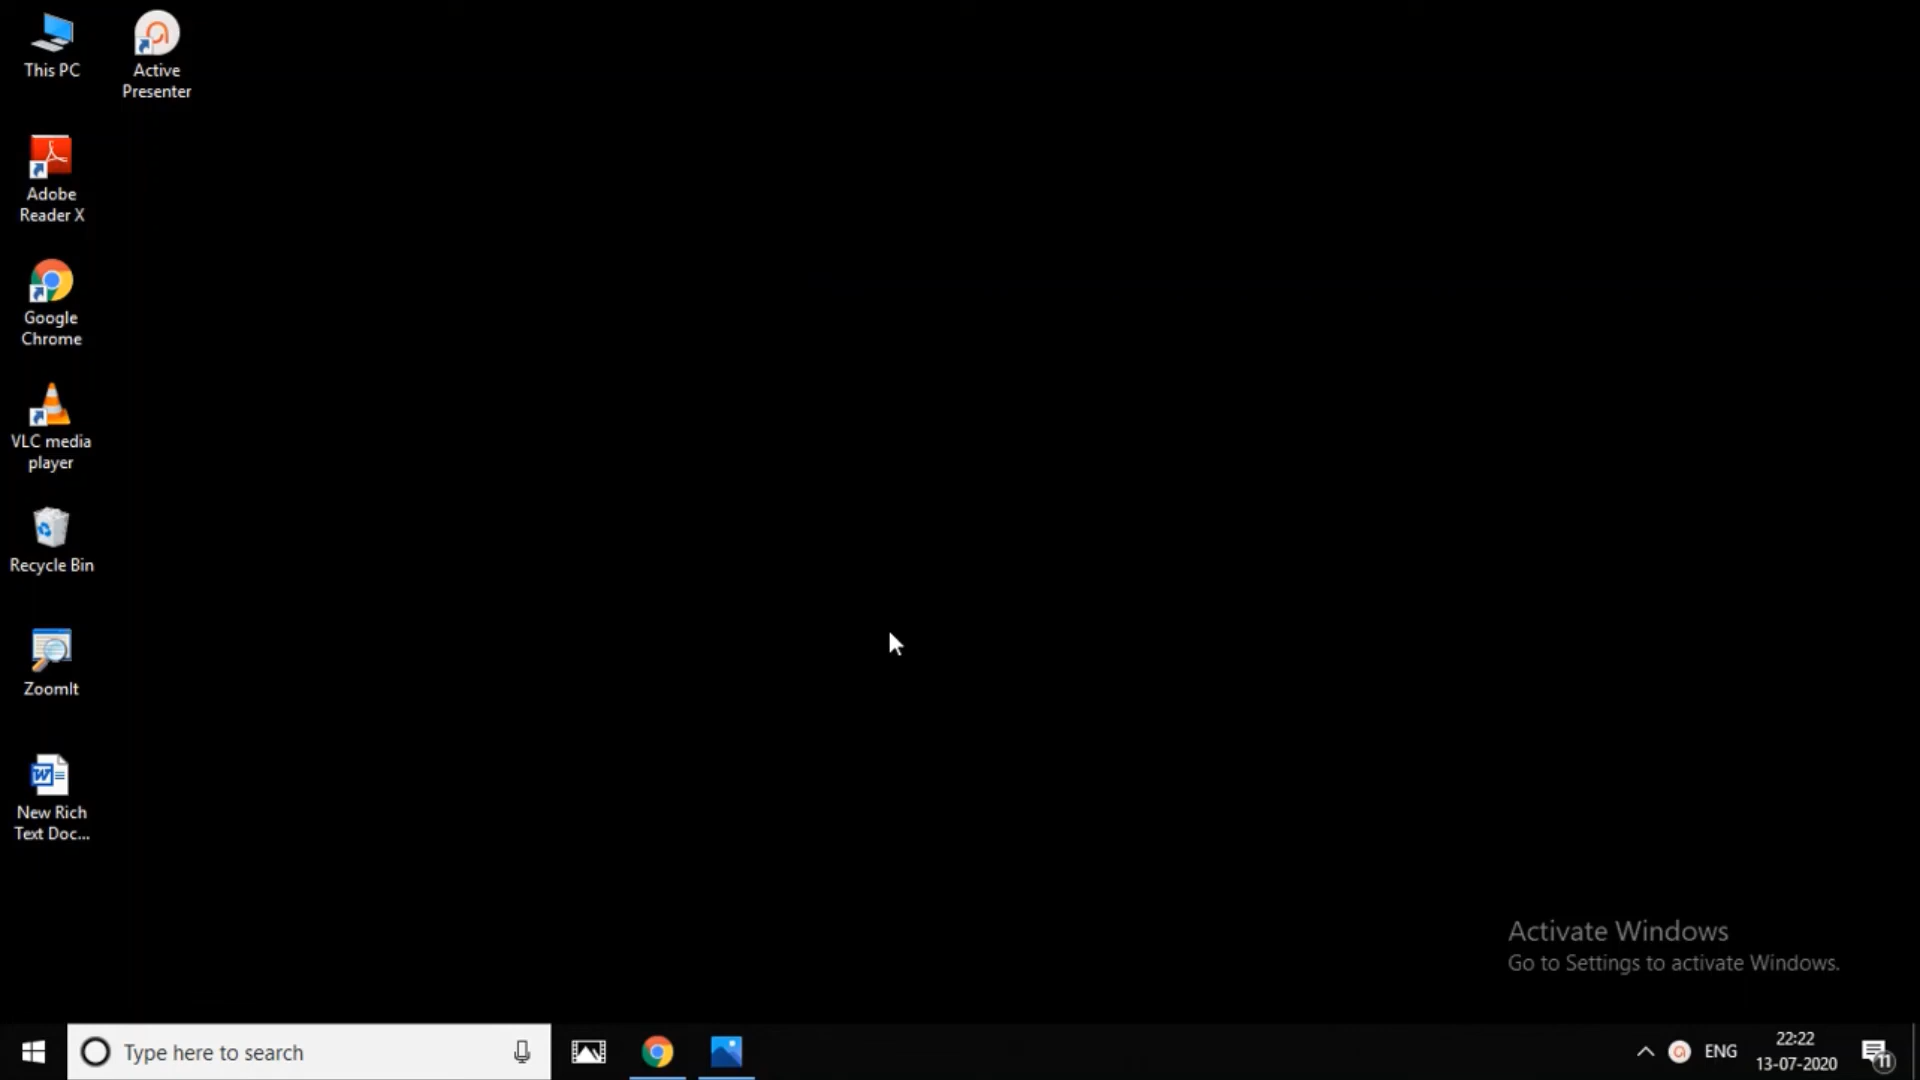 This PC
Active
Presenter
Adobe
Reader X
Google
Chrome
VLC media
player
Recycle Bin
ZoomIt
New Rich
Text Doc...
Activate Windows
Go to Settings to activate Windows.
Type here to search
ENG
22:22
13-07-2020
11